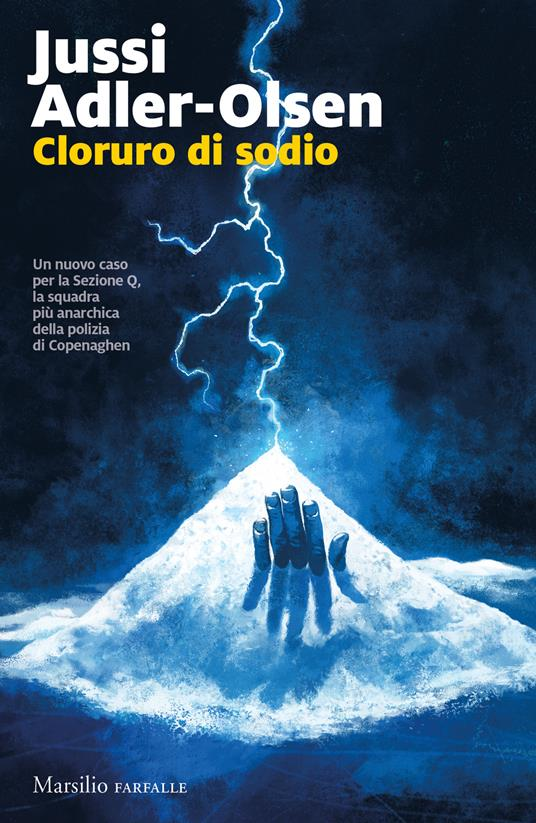 Jussi
Adler-Olsen
Cloruro di sodio
Un nuovo caso
per la Sezione Q,
la squadra
più anarchica
della polizia
di Copenaghen
Marsilio FARFALLE